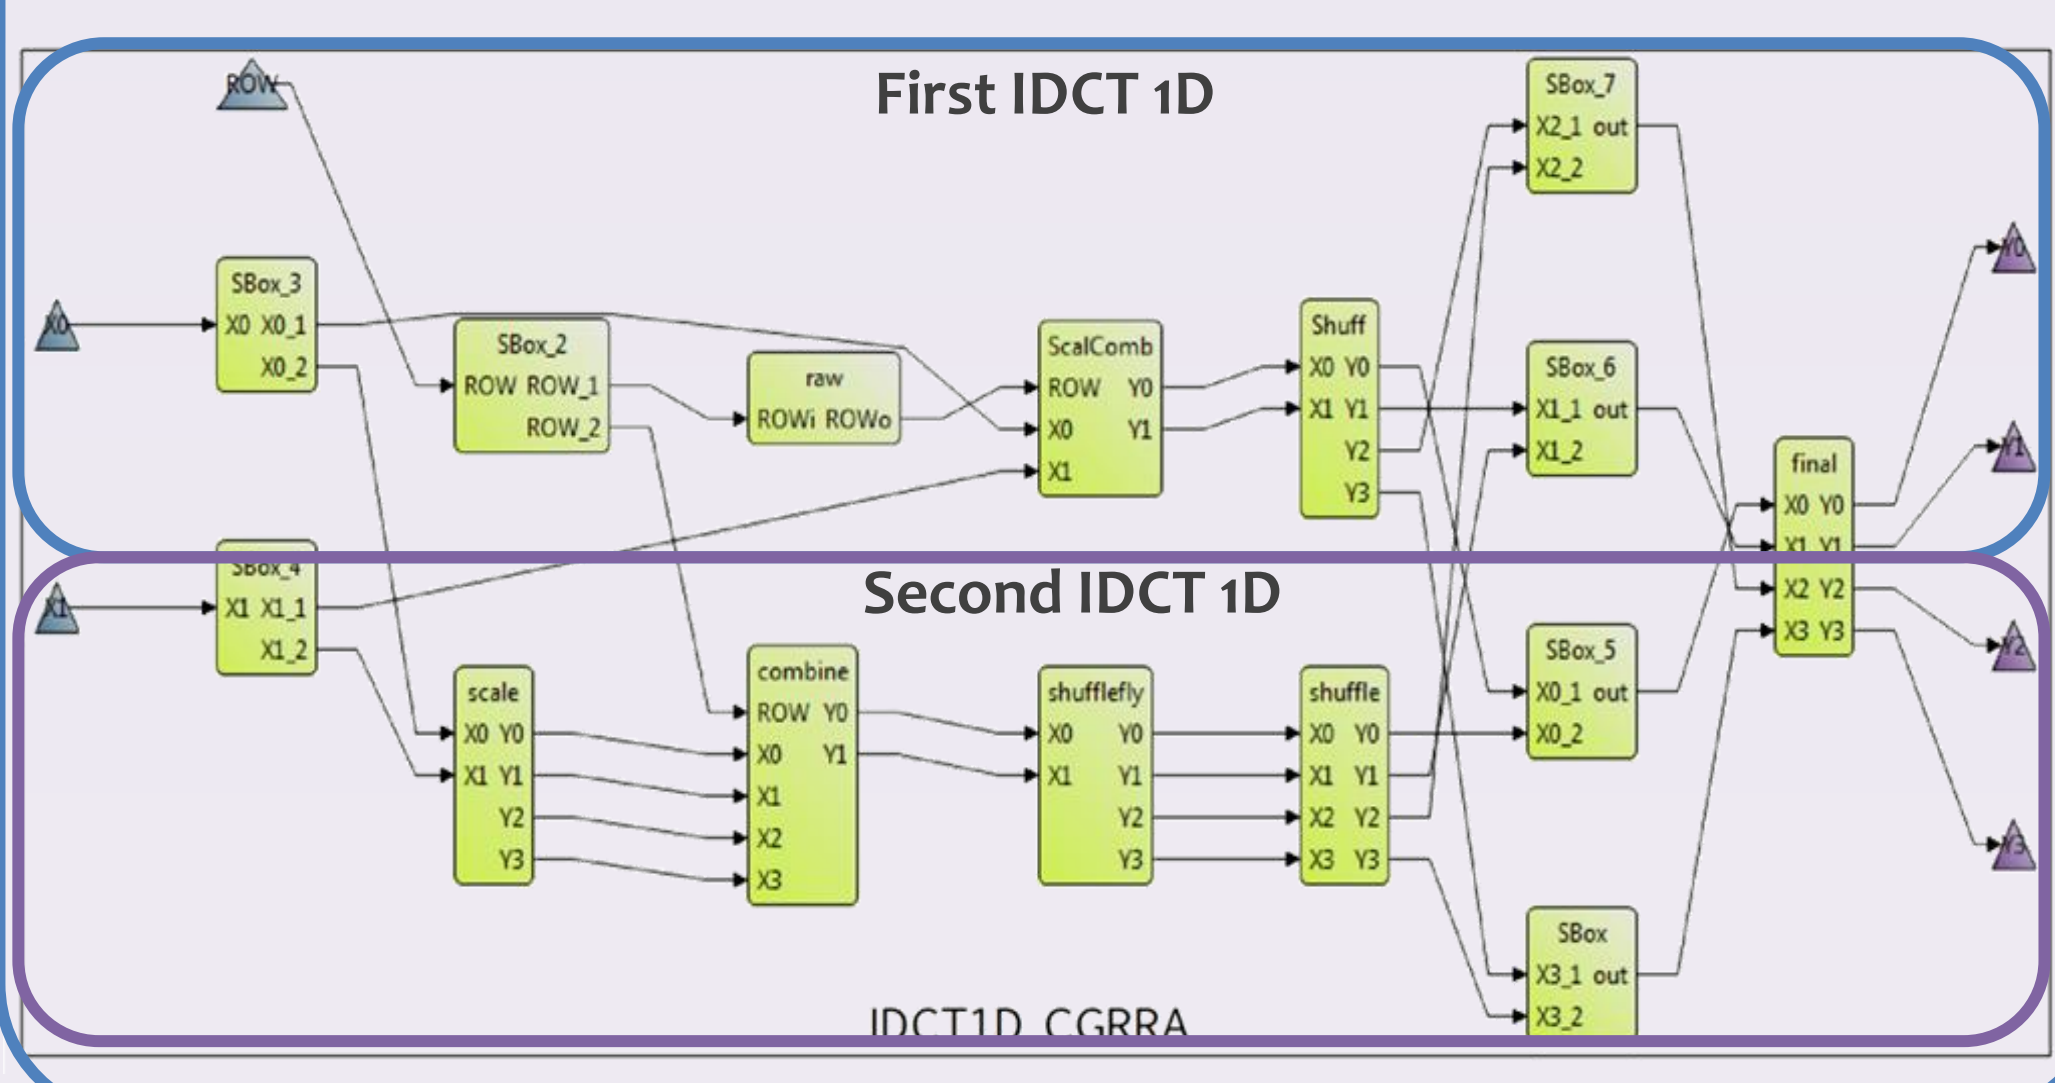 First IDCT 1D
ROW
SBox_7
X2_1 out
X2_2
Y0
SBox_3
X0
X0 X0_1
X0_2
SBox_2
ROW ROW_1
ROW_2
raw
ROWi ROWo
ScalComb
ROW Y0
X0 Y1
X1
Shuff
X0 Y0
X1 Y1
Y2
Y3
SBox_6
X1_1 out
X1_2
Y1
final
X0 Y0
X1 Y1
X2 Y2
X3 Y3
Second IDCT 1D
SBox_4
X1
X1 X1_1
X1_2
scale
X0 Y0
X1 Y1
Y2
Y3
combine
ROW Y0
X0 Y1
X1
X2
X3
shufflefly
X0 Y0
X1 Y1
Y2
Y3
shuffle
X0 Y0
X1 Y1
X2 Y2
X3 Y3
SBox_5
X0_1 out
X0_2
Y2
Y3
SBox
X3_1 out
X3_2
IDCT1D_CGRRA